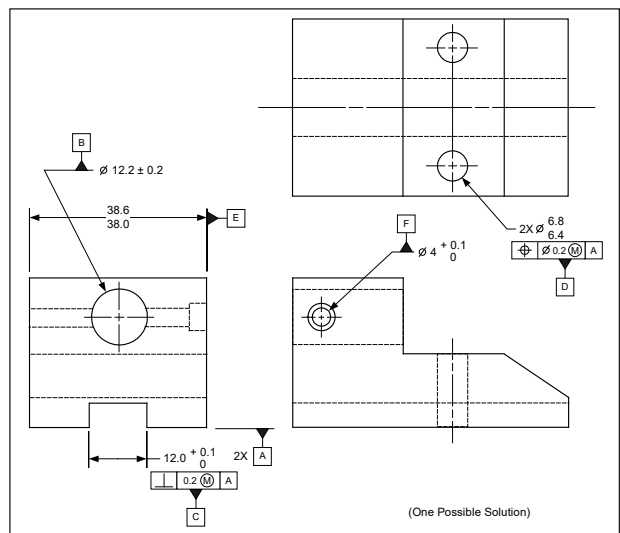 B
⌀ 12.2 ± 0.2
38.6
38.0
E
F
⌀ 4 + 0.1
0
2X ⌀ 6.8
6.4
⌖ ⌀ 0.2 Ⓜ A
D
12.0 + 0.1
0
2X A
⊥ 0.2 Ⓜ A
C
(One Possible Solution)